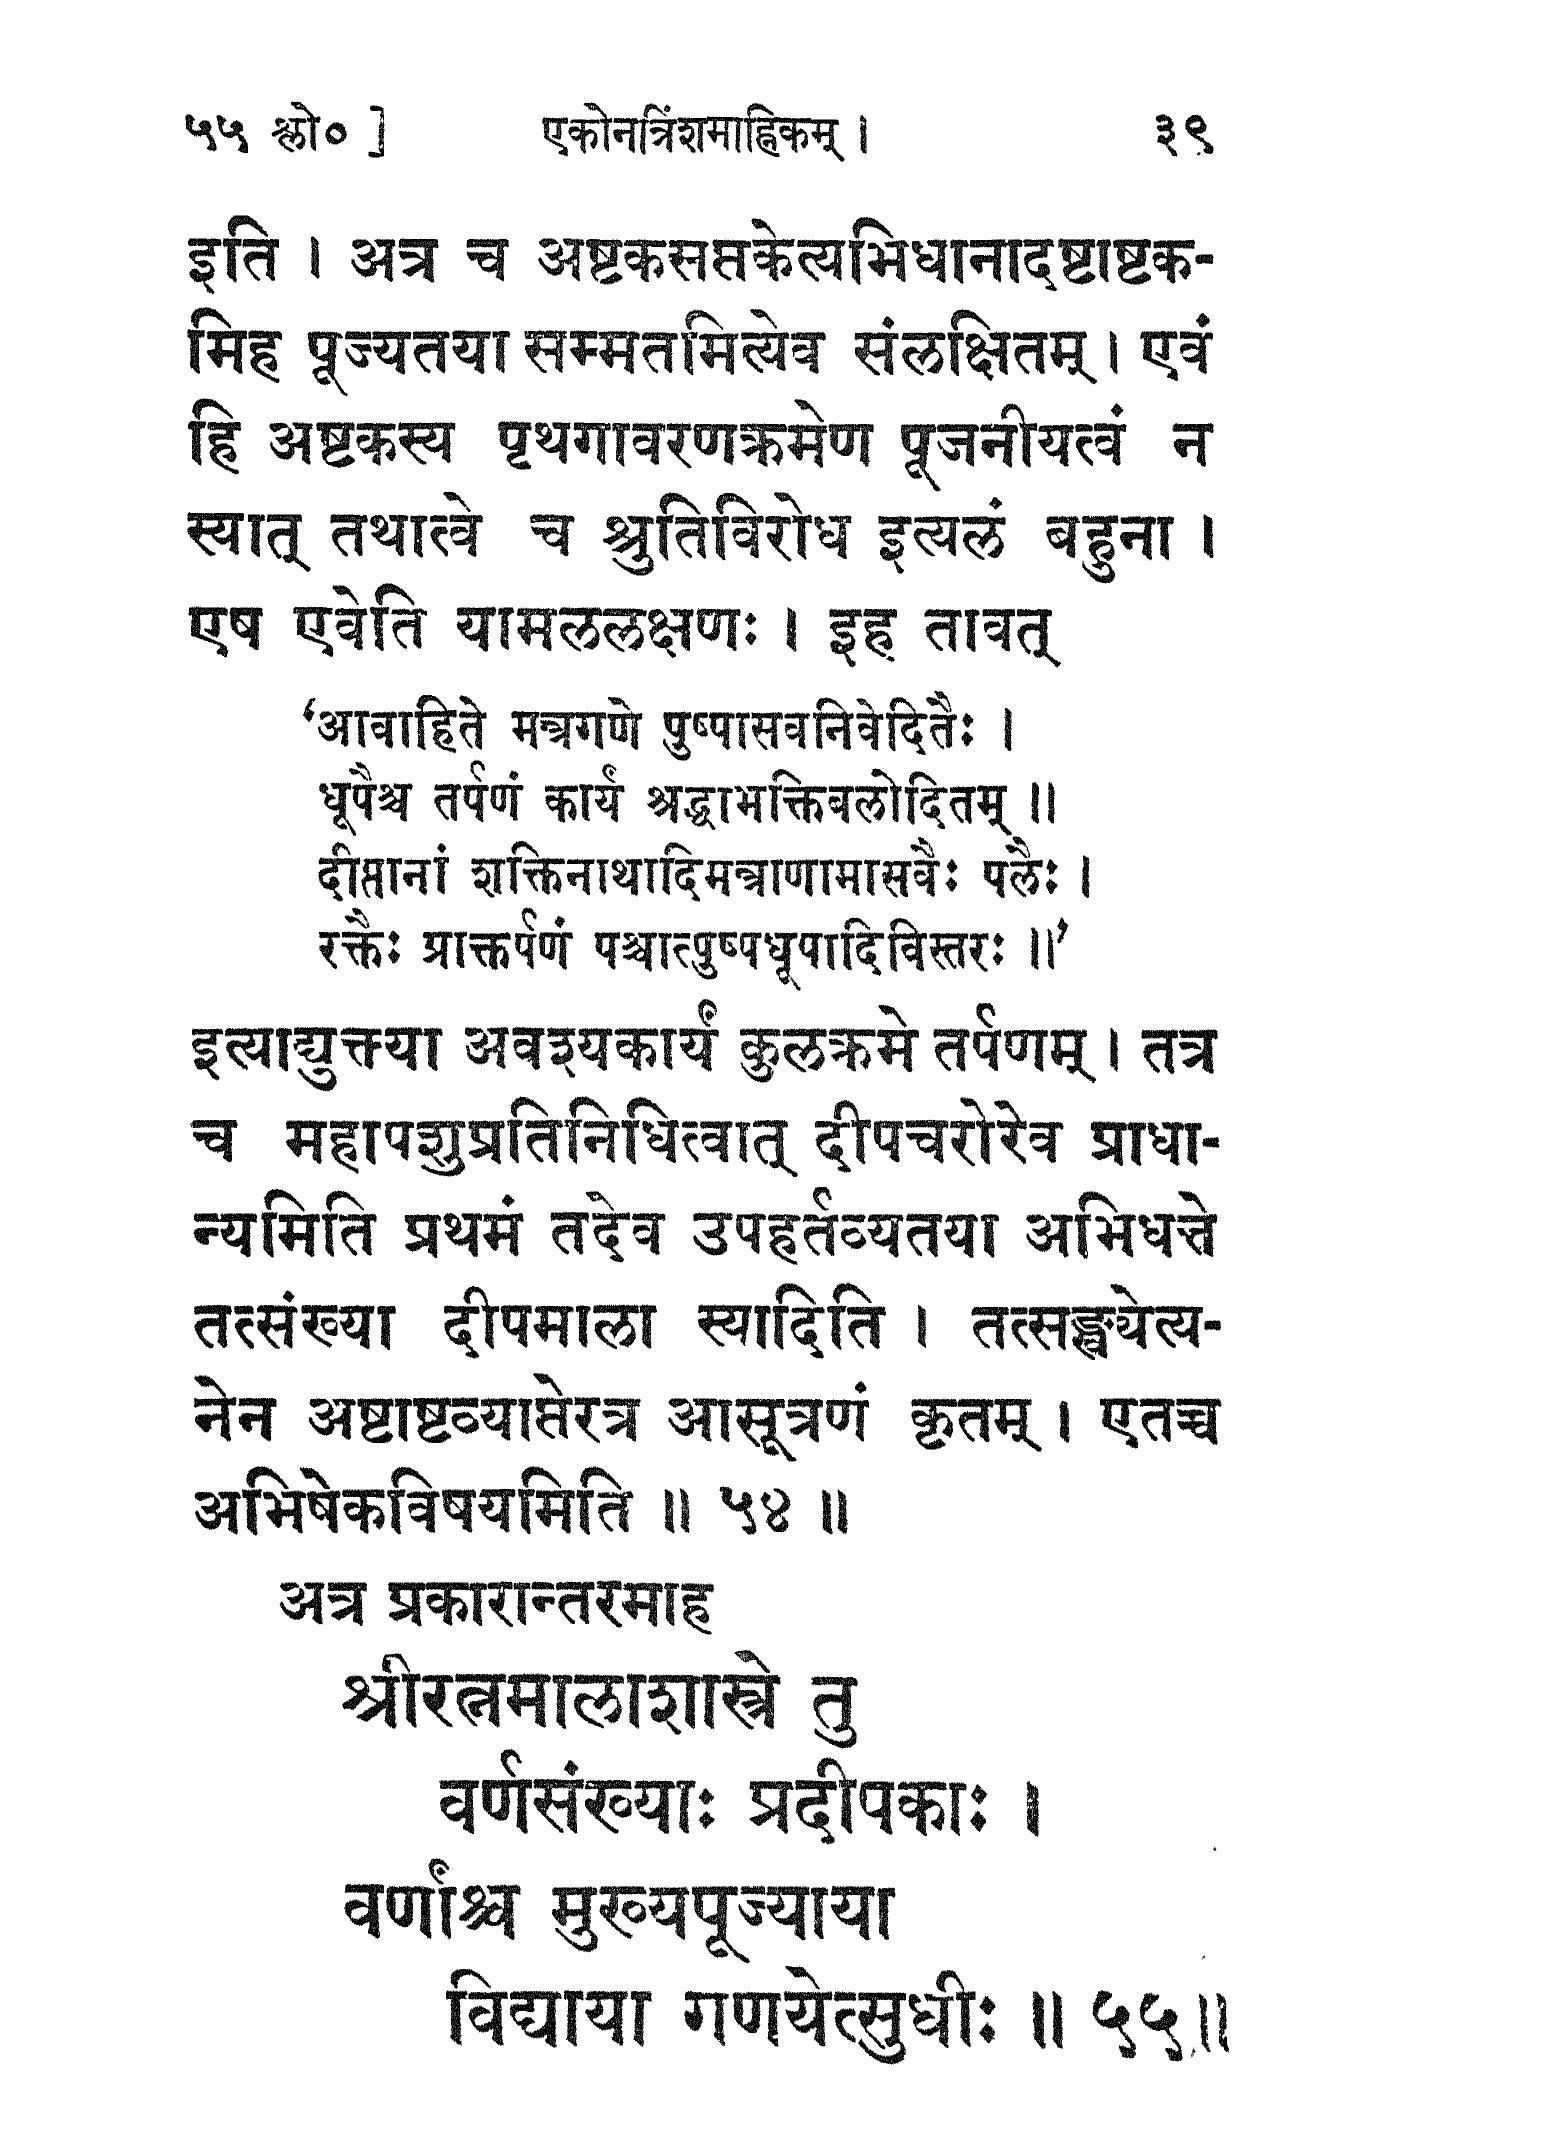 ५५ श्लो० ] एकोनत्रिंशमाह्निकम् । ३९
इति । अत्र च अष्टकसप्तकेत्यभिधानादष्टाष्टक-
मिह पूज्यतया सम्मतमित्येव संलक्षितम् । एवं
हि अष्टकस्य पृथगावरणक्रमेण पूजनीयत्वं न
स्यात् तथात्वे च श्रुतिविरोध इत्यलं बहुना ।
एष एवेति यामललक्षणः । इह तावत्
‘आवाहिते मन्त्रगणे पुष्पासवनिवेदितैः ।
धूपैश्च तर्पणं कार्यं श्रद्धाभक्तिबलोदितम् ॥
दीप्तानां शक्तिनाथादिमन्त्राणामासवैः पलैः ।
रक्तैः प्राक्तर्पणं पश्चात्पुष्पधूपादिविस्तरः ॥’
इत्याद्युक्त्या अवश्यकार्यं कुलक्रमे तर्पणम् । तत्र
च महापशुप्रतिनिधित्वात् दीपचरोरेव प्राधा-
न्यमिति प्रथमं तदेव उपहर्तव्यतया अभिधत्ते
तत्संख्या दीपमाला स्यादिति । तत्सङ्ख्येत्य-
नेन अष्टाष्टव्याप्तेरत्र आसूत्रणं कृतम् । एतच्च
अभिषेकविषयमिति ॥ ५४ ॥
अत्र प्रकारान्तरमाह
श्रीरत्नमालाशास्त्रे तु
वर्णसंख्याः प्रदीपकाः ।
वर्णांश्च मुख्यपूज्याया
विद्याया गणयेत्सुधीः ॥ ५५॥